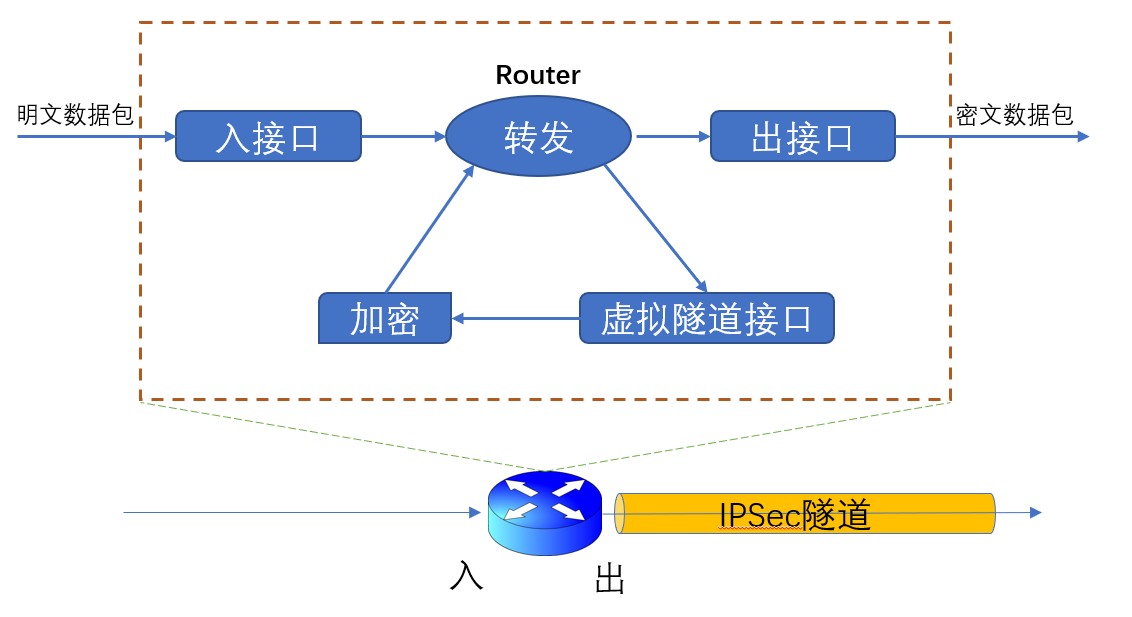 Router
明文数据包
入接口
转发
出接口
密文数据包
加密
虚拟隧道接口
IPSec隧道
入
出